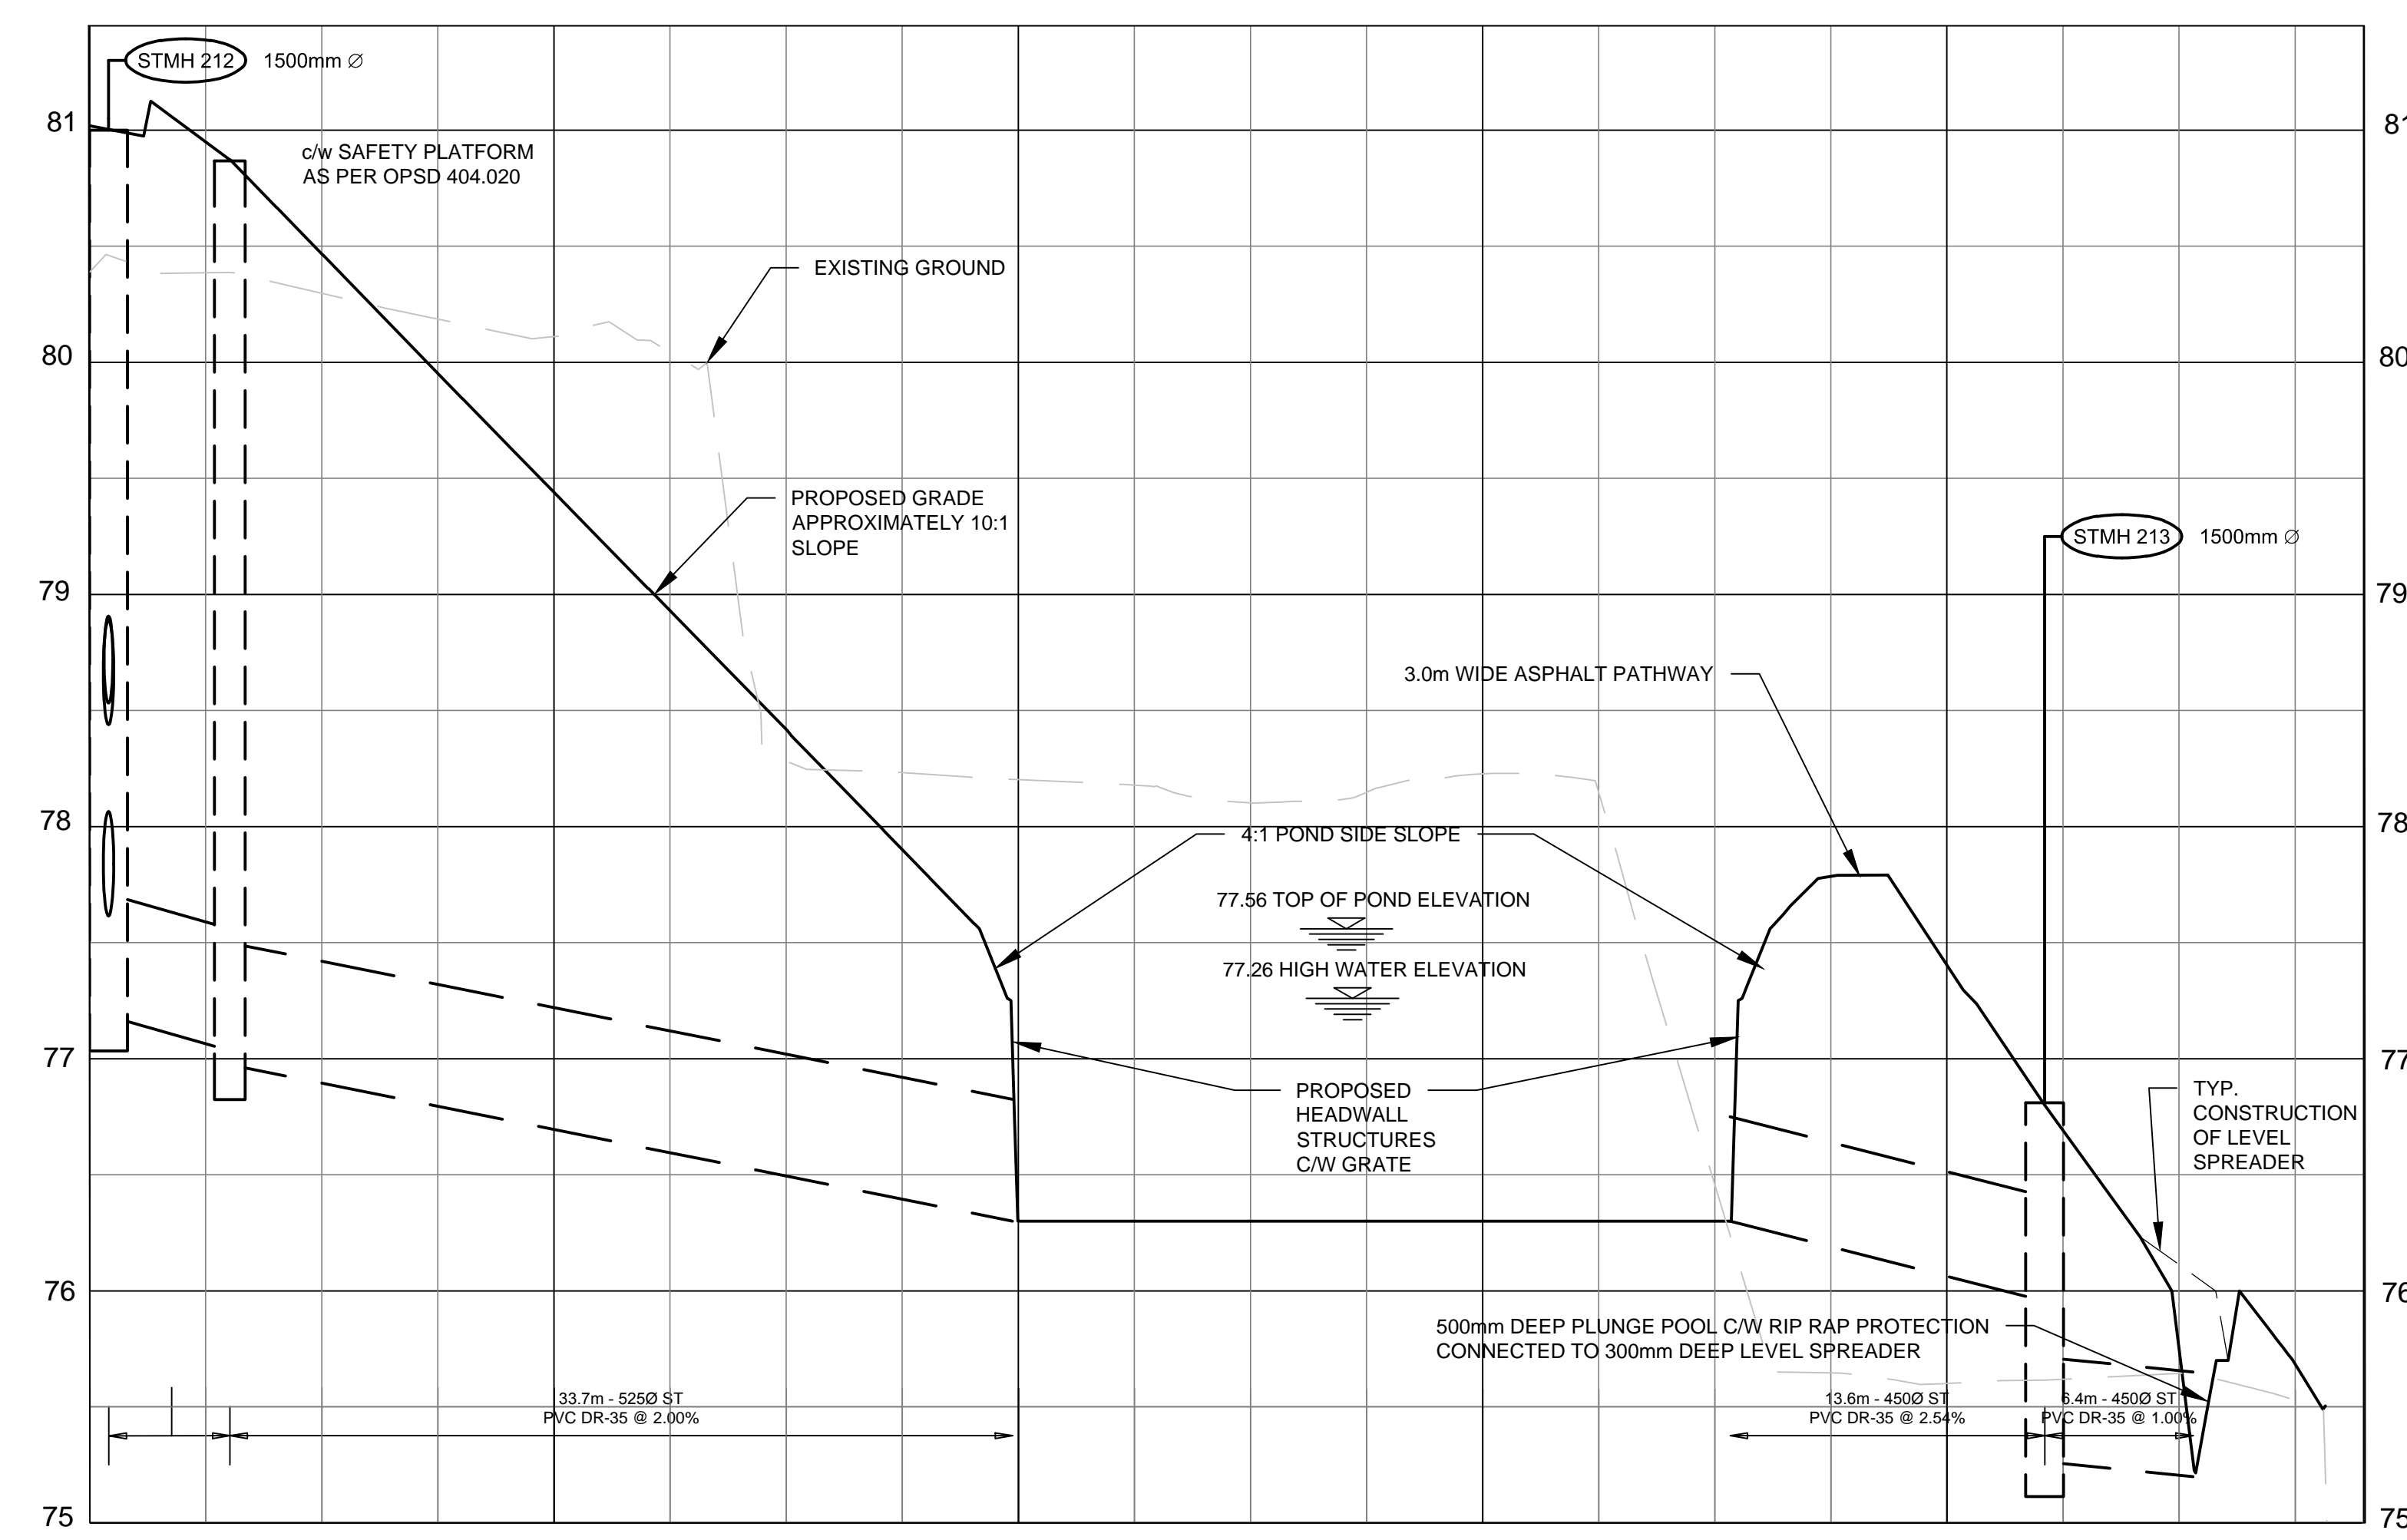 STMH 212 1500mm Ø
81
81
c/w SAFETY PLATFORM
AS PER OPSD 404.020
EXISTING GROUND
80
80
PROPOSED GRADE
APPROXIMATELY 10:1
SLOPE
STMH 213 1500mm Ø
79
79
3.0m WIDE ASPHALT PATHWAY
78
78
4:1 POND SIDE SLOPE
77.56 TOP OF POND ELEVATION
77.26 HIGH WATER ELEVATION
77
77
PROPOSED
HEADWALL
STRUCTURES
C/W GRATE
TYP.
CONSTRUCTION
OF LEVEL
SPREADER
76
76
500mm DEEP PLUNGE POOL C/W RIP RAP PROTECTION
CONNECTED TO 300mm DEEP LEVEL SPREADER
33.7m - 525Ø ST
PVC DR-35 @ 2.00%
13.6m - 450Ø ST
PVC DR-35 @ 2.54%
6.4m - 450Ø ST
PVC DR-35 @ 1.00%
75
75